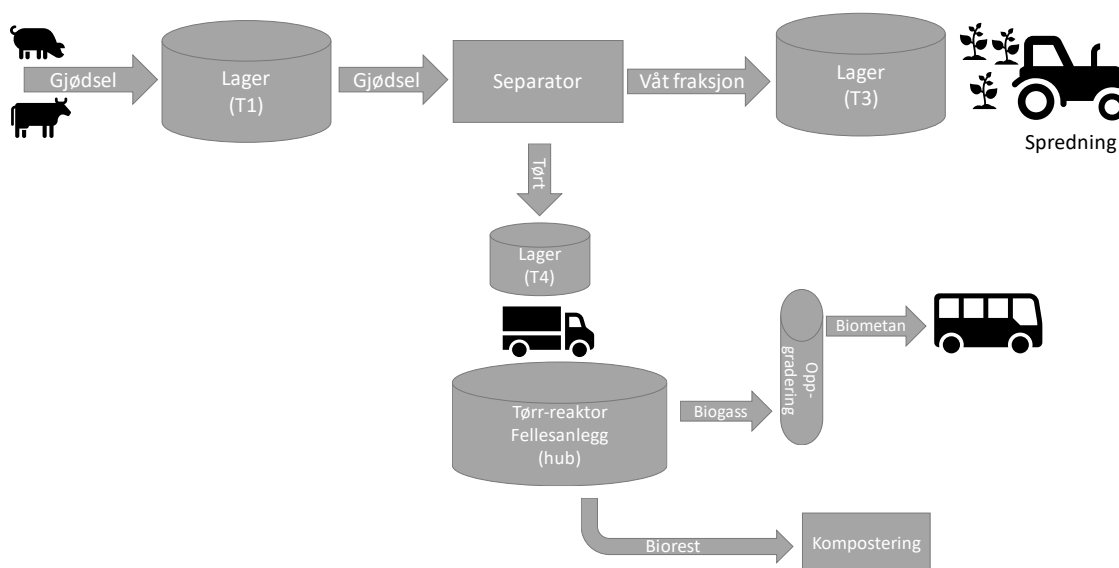 Gjødsel
Lager
(T1)
Gjødsel
Separator
Våt fraksjon
Lager
(T3)
Spredning
Tørt
Lager
(T4)
Tørr-reaktor
Fellesanlegg
(hub)
Biogass
Opp-
gradering
Biometan
Biorest
Kompostering